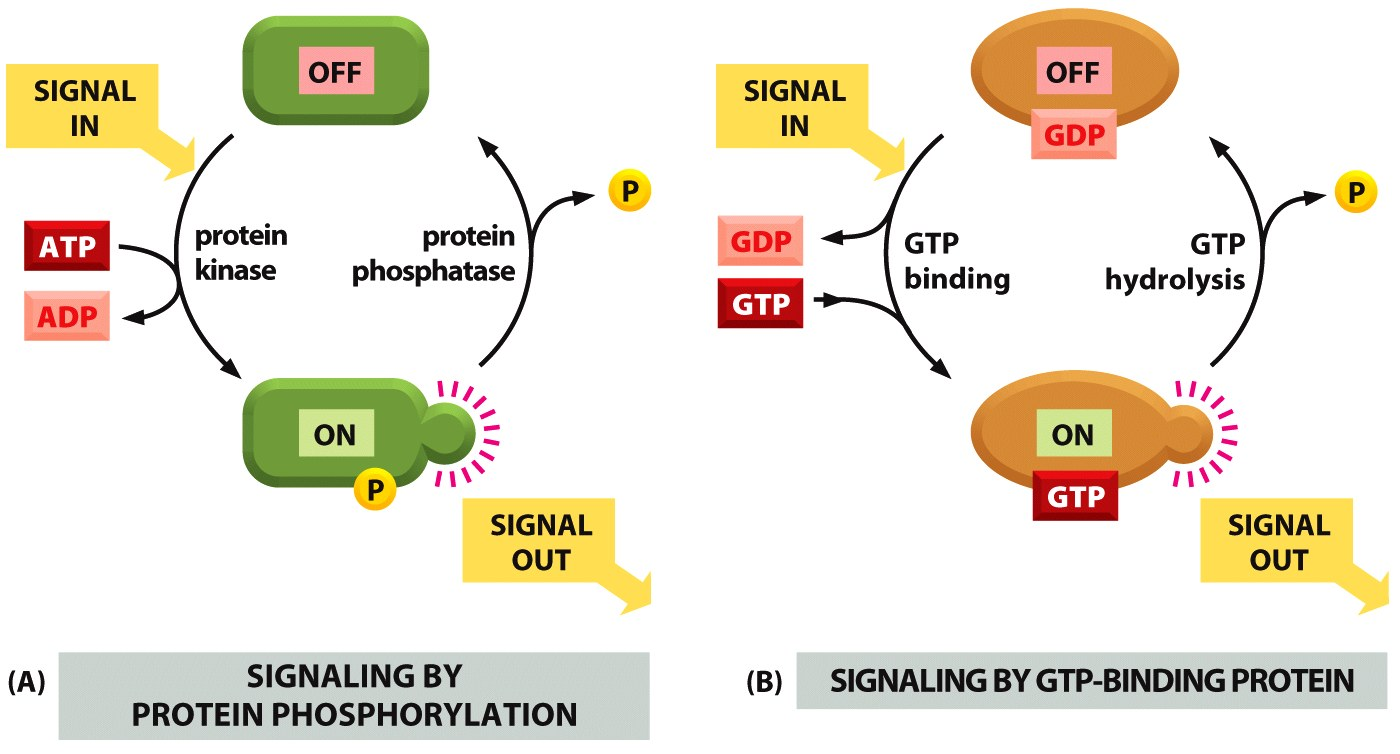 OFF
SIGNAL
IN
P
ATP
protein
kinase
protein
phosphatase
ADP
ON
P
SIGNAL
OUT
(A)
SIGNALING BY
PROTEIN PHOSPHORYLATION
OFF
GDP
SIGNAL
IN
P
GDP
GTP
binding
GTP
hydrolysis
GTP
ON
GTP
SIGNAL
OUT
(B)
SIGNALING BY GTP-BINDING PROTEIN